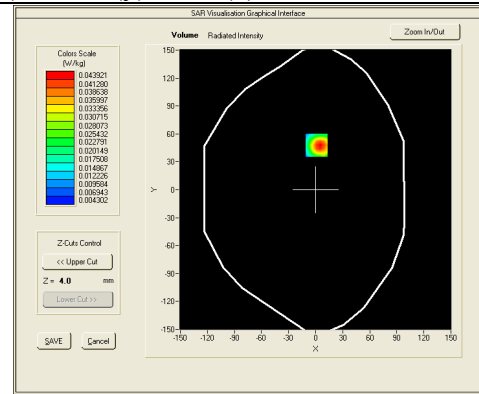 SAR Visualisation Graphical Interface
Volume Radiated Intensity
Zoom In/Out
Colors Scale
(W/kg)
0.043921
0.041280
0.038638
0.035997
0.033356
0.030715
0.028073
0.025432
0.022791
0.020149
0.017508
0.014867
0.012226
0.009584
0.006943
0.004302
Z-Cuts Control
<< Upper Cut
Z = 4.0 mm
Lower Cut >>
SAVE Cancel
150
120
90
60
30
0
-30
-60
-90
-120
-150
Y
-150 -120 -90 -60 -30 0 30 60 90 120 150
X